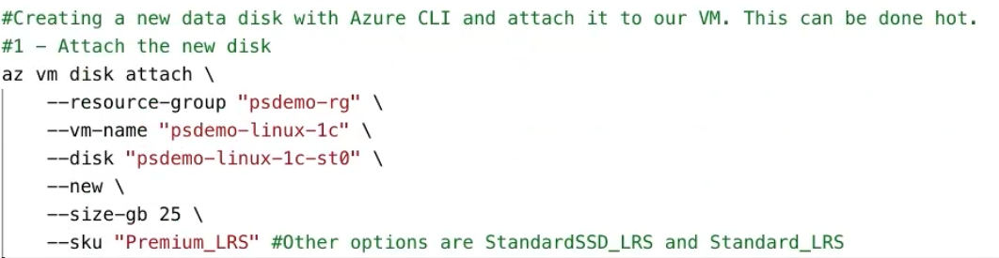 #Creating a new data disk with Azure CLI and attach it to our VM. This can be done hot.
#1 – Attach the new disk
az vm disk attach \
    --resource-group "psdemo-rg" \
    --vm-name "psdemo-linux-1c" \
    --disk "psdemo-linux-1c-st0" \
    --new \
    --size-gb 25 \
    --sku "Premium_LRS" #Other options are StandardSSD_LRS and Standard_LRS